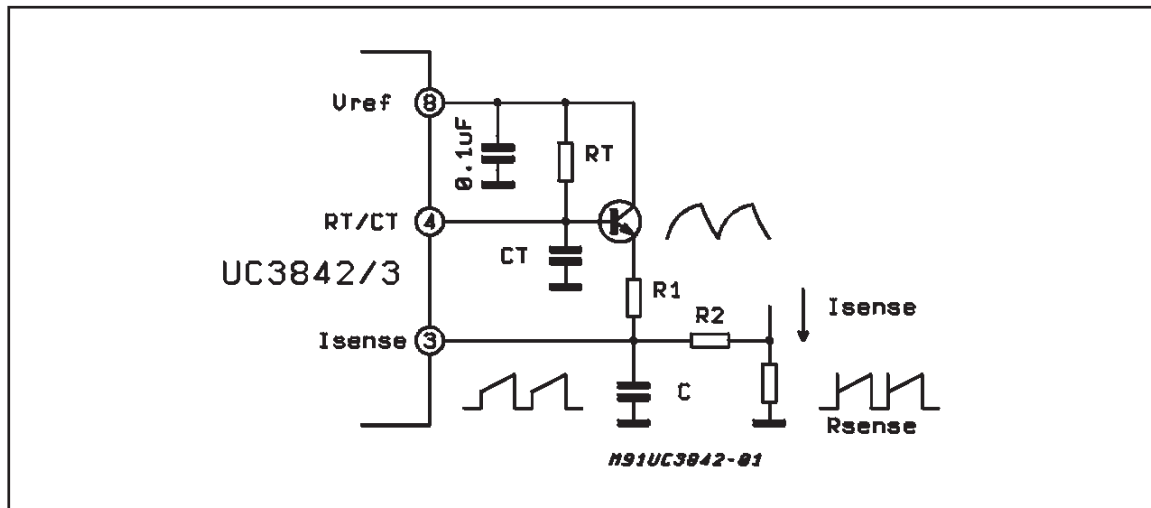 Vref
8
0.1uF
RT
RT/CT
4
CT
UC3842/3
R1
R2
Isense
Isense
3
C
Rsense
M91UC3842-01